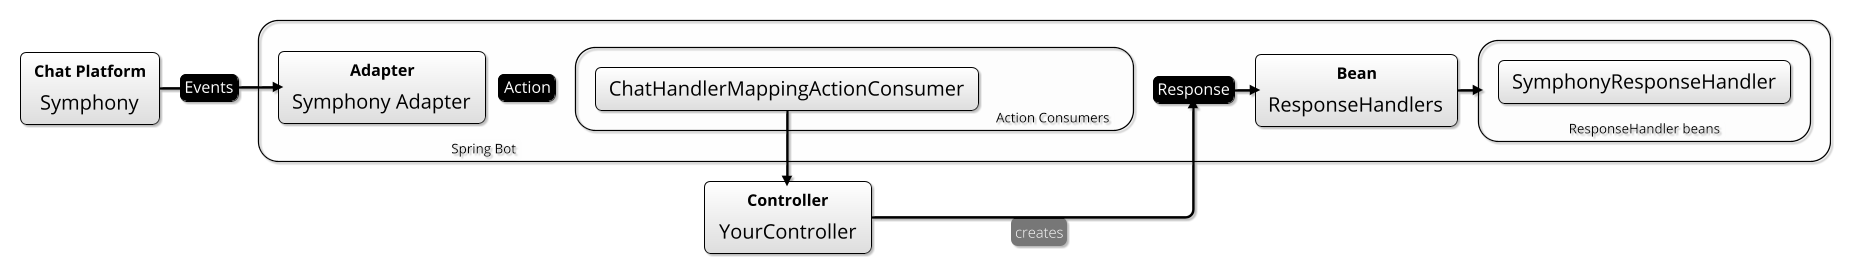 Chat Platform
Symphony
Events
Adapter
Symphony Adapter
Action
ChatHandlerMappingActionConsumer
Action Consumers
Response
Bean
ResponseHandlers
SymphonyResponseHandler
ResponseHandler beans
Spring Bot
Controller
YourController
creates